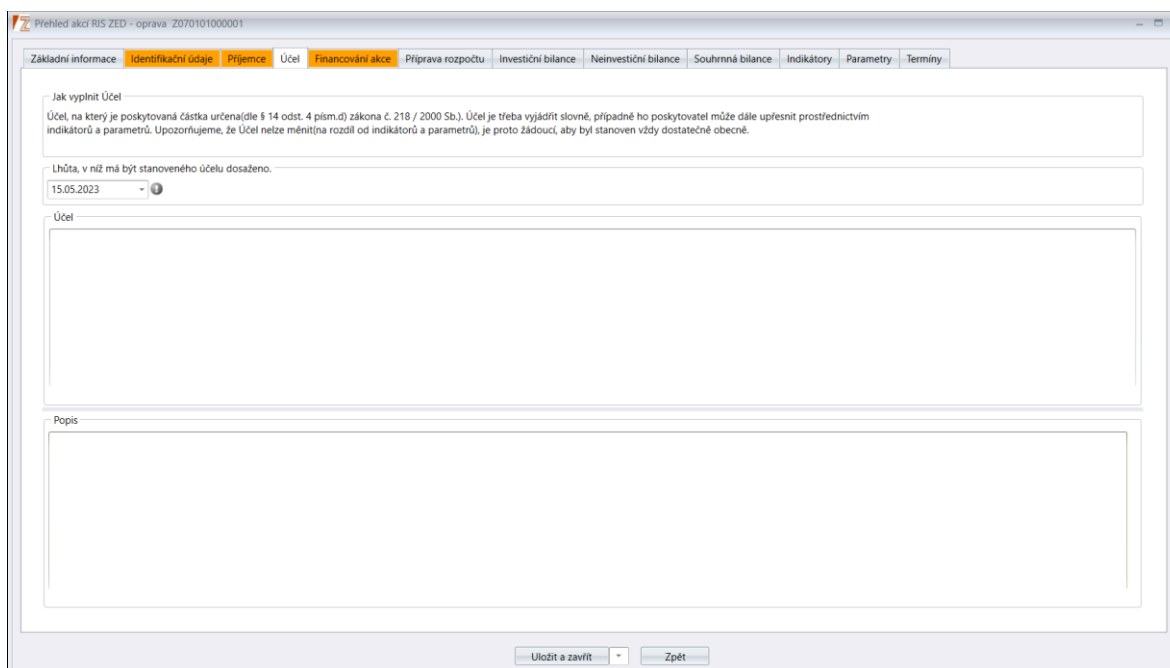 Přehled akcí RIS ZED - oprava Z070101000001
Základní informace Identifikační údaje Příjemce Účel Financování akce Příprava rozpočtu Investiční bilance Neinvestiční bilance Souhrnná bilance Indikátory Parametry Termíny
Jak vyplnit Účel
Účel, na který je poskytovaná částka určena(dle § 14 odst. 4 písm.d) zákona č. 218 / 2000 Sb.). Účel je třeba vyjádřit slovně, případně ho poskytovatel může dále upřesnit prostřednictvím
indikátorů a parametrů. Upozorňujeme, že Účel nelze měnit(na rozdíl od indikátorů a parametrů), je proto žádoucí, aby byl stanoven vždy dostatečně obecně.
Lhůta, v níž má být stanoveného účelu dosaženo.
15.05.2023
Účel
Popis
Uložit a zavřít Zpět